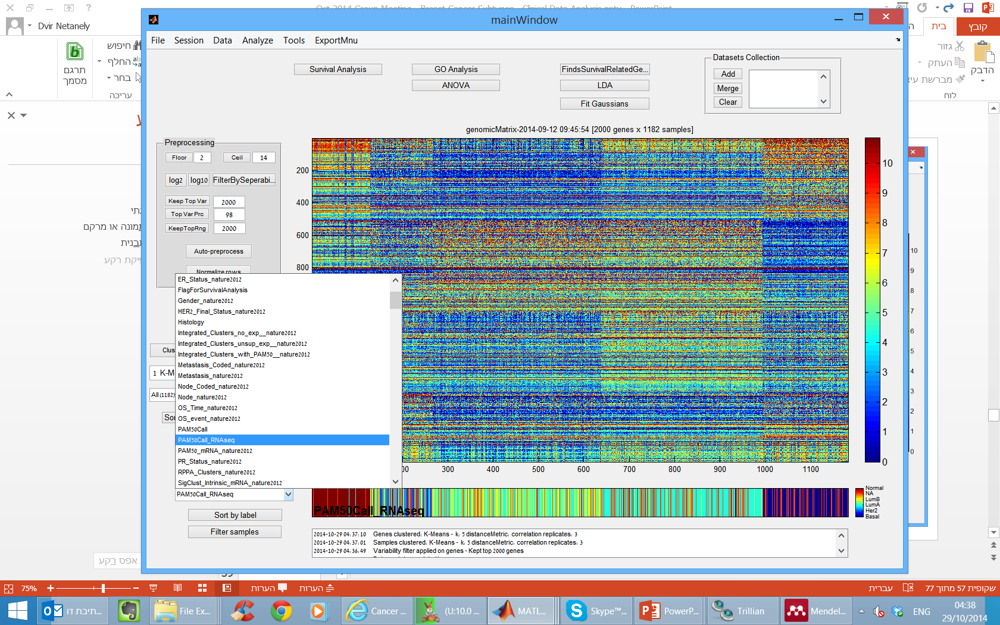 Oct 2014 Group Meeting - Breast Cancer Subtypes - Clinical Data Analysis.pptx - PowerPoint
Dvir Netanely
חיפוש
החלף
בחר
עריכה
תרגם
מסמך
קובץ
בית
גזור
העתק
מברשת
הדבק
לוח
mainWindow
File Session Data Analyze Tools ExportMnu
Survival Analysis
GO Analysis
ANOVA
FindsSurvivalRelatedGe...
LDA
Fit Gaussians
Datasets Collection
Add
Merge
Clear
genomicMatrix-2014-09-12 09:45:54 [2000 genes x 1182 samples]
Preprocessing
Floor 2 Ceil 14
log2 log10 FilterBySeperabi...
Keep Top Var 2000
Top Var Prc 98
KeepTopRng 2000
Auto-preprocess
Normalize rows
200
400
600
800
10
9
8
7
6
5
4
3
2
1
0
ER_Status_nature2012
FlagForSurvivalAnalysis
Gender_nature2012
HER2_Final_Status_nature2012
Histology
Integrated_Clusters_no_exp__nature2012
Integrated_Clusters_unsup_exp__nature2012
Integrated_Clusters_with_PAM50__nature2012
Metastasis_Coded_nature2012
Metastasis_nature2012
Node_Coded_nature2012
Node_nature2012
OS_Time_nature2012
OS_event_nature2012
PAM50Call
PAM50Call_RNAseq
PAM50_mRNA_nature2012
PR_Status_nature2012
RPPA_Clusters_nature2012
SigClust_Intrinsic_mRNA_nature2012
PAM50Call_RNAseq
Clus
1 K-M
All (1182)
Sor
Sort by label
Filter samples
00 300 400 500 600 700 800 900 1000 1100
PAM50Call_RNAseq
Normal
NA
LumB
LumA
Her2
Basal
2014-10-29 04:37:10 Genes clustered: K-Means - k: 5 distanceMetric: correlation replicates: 3
2014-10-29 04:37:01 Samples clustered: K-Means - k: 5 distanceMetric: correlation replicates: 3
2014-10-29 04:36:49 Variability filter applied on genes - Kept top 2000 genes
10
9
8
7
6
5
4
3
2
1
0
תמונה או מרקם
תבנית
אפס רקע
75%
הערות
הערות
עברית
שקופית 57 מתוך 77
תיבת דו...
File Ex...
Cancer ...
(U:10.0 ...
MATL...
Skype™...
PowerP...
Trillian
Mendel...
ENG
04:38
29/10/2014